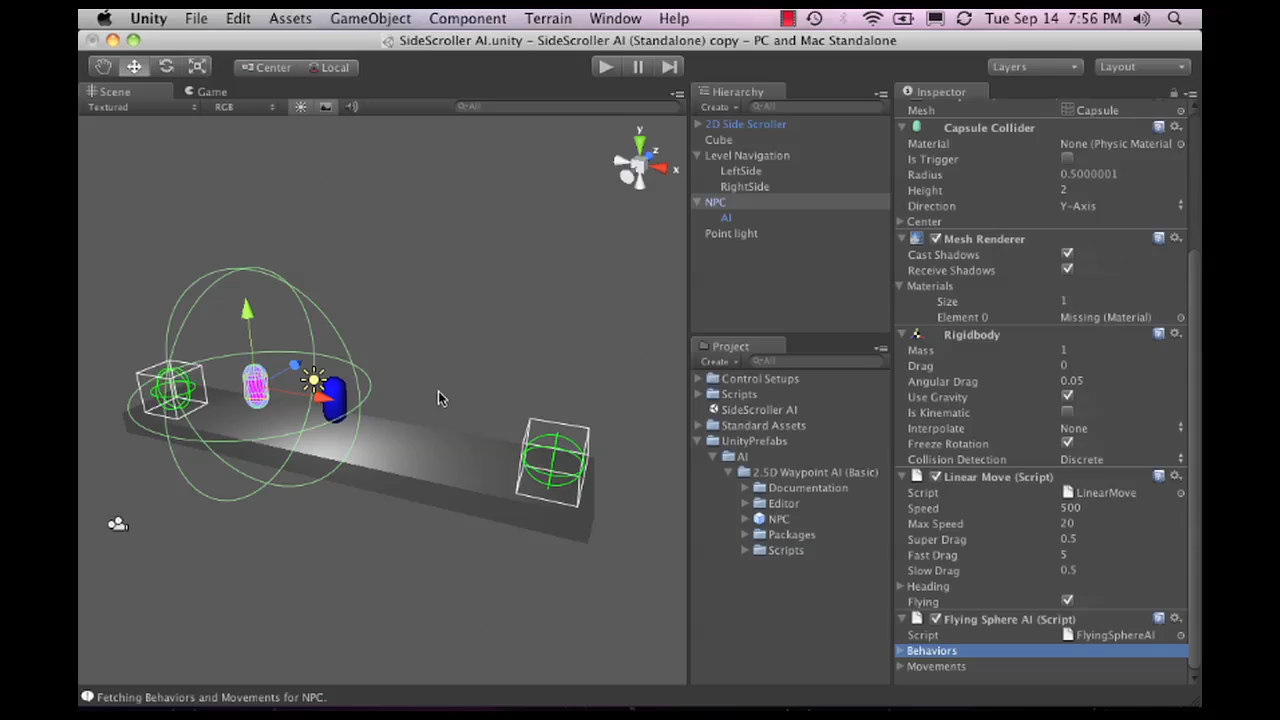 Unity File Edit Assets GameObject Component Terrain Window Help Tue Sep 14 7:56 PM
SideScroller AI.unity - SideScroller AI (Standalone) copy - PC and Mac Standalone
Center Local Layers Layout
Scene Game
Textured RGB All
y
z
x
Hierarchy
Create All
2D Side Scroller
Cube
Level Navigation
LeftSide
RightSide
NPC
AI
Point light
Project
Create All
Control Setups
Scripts
SideScroller AI
Standard Assets
UnityPrefabs
AI
2.5D Waypoint AI (Basic)
Documentation
Editor
NPC
Packages
Scripts
Inspector
Mesh Capsule
Capsule Collider
Material None (Physic Material
Is Trigger
Radius 0.5000001
Height 2
Direction Y-Axis
Center
Mesh Renderer
Cast Shadows
Receive Shadows
Materials
Size 1
Element 0 Missing (Material)
Rigidbody
Mass 1
Drag 0
Angular Drag 0.05
Use Gravity
Is Kinematic
Interpolate None
Freeze Rotation
Collision Detection Discrete
Linear Move (Script)
Script LinearMove
Speed 500
Max Speed 20
Super Drag 0.5
Fast Drag 5
Slow Drag 0.5
Heading
Flying
Flying Sphere AI (Script)
Script FlyingSphereAI
Behaviors
Movements
Fetching Behaviors and Movements for NPC.